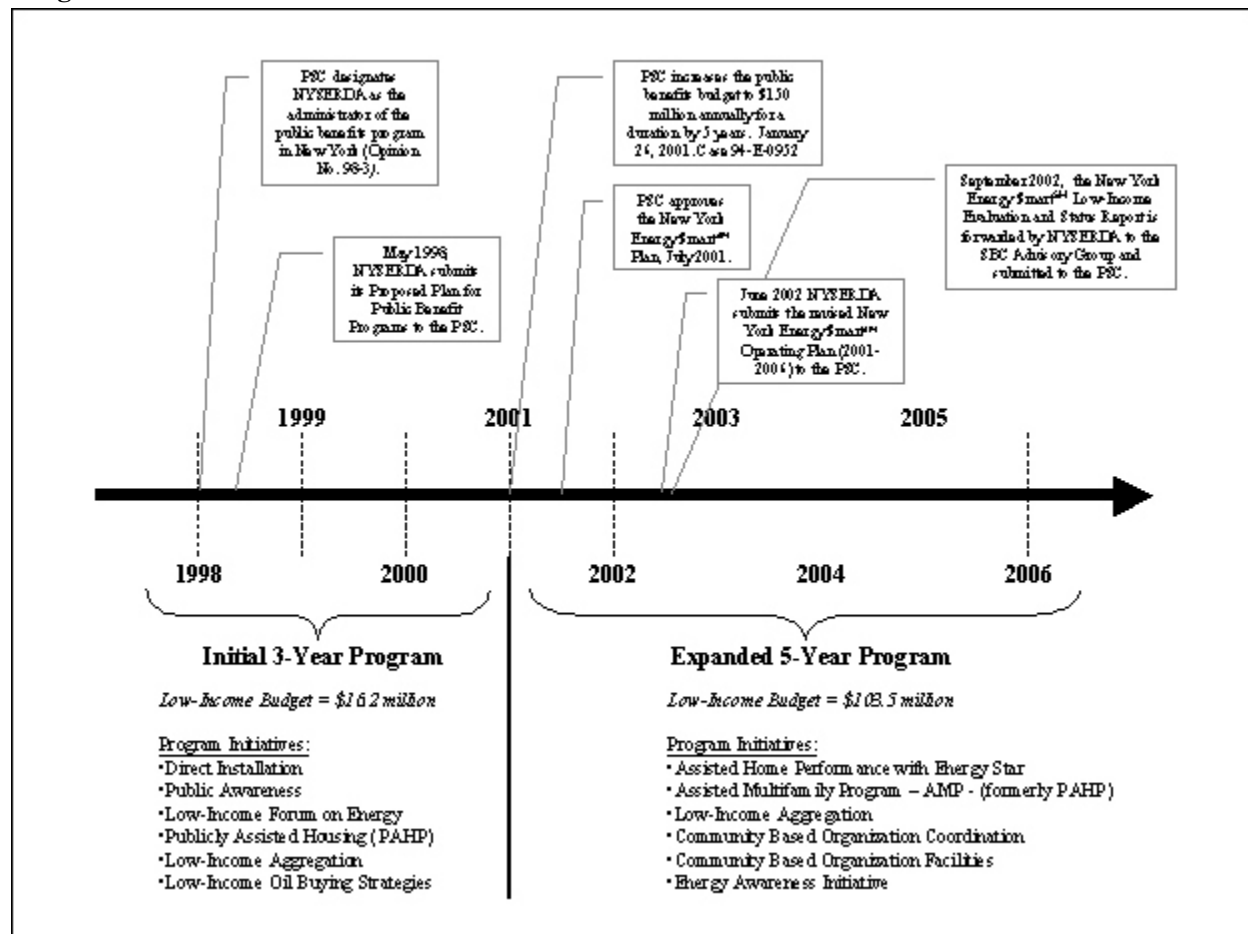 PSC designates
NYSERDA as the
administrator of the
public benefits program
in New York (Opinion
No. 98-3).
May 1998,
NYSERDA submits
its Proposed Plan for
Public Benefit
Programs to the PSC.
PSC increases the public
benefits budget to $150
million annually for a
duration by 5 years. January
26, 2001. Case 94-E-0952
PSC approves
the New York
Energy $mart
Plan, July 2001.
June 2002 NYSERDA
submits the revised New
York Energy $mart
Operating Plan (2001-
2006) to the PSC.
September 2002, the New York
Energy $mart Low-Income
Evaluation and Status Report is
forwarded by NYSERDA to the
SBC Advisory Group and
submitted to the PSC.
1999
2001
2003
2005
1998
2000
2002
2004
2006
Initial 3-Year Program
Low-Income Budget = $16.2 million
Program Initiatives:
•Direct Installation
•Public Awareness
•Low-Income Forum on Energy
•Publicly Assisted Housing (PAHP)
•Low-Income Aggregation
•Low-Income Oil Buying Strategies
Expanded 5-Year Program
Low-Income Budget = $103.5 million
Program Initiatives:
•Assisted Home Performance with Energy Star
•Assisted Multifamily Program – AMP - (formerly PAHP)
•Low-Income Aggregation
•Community Based Organization Coordination
•Community Based Organization Facilities
•Energy Awareness Initiative